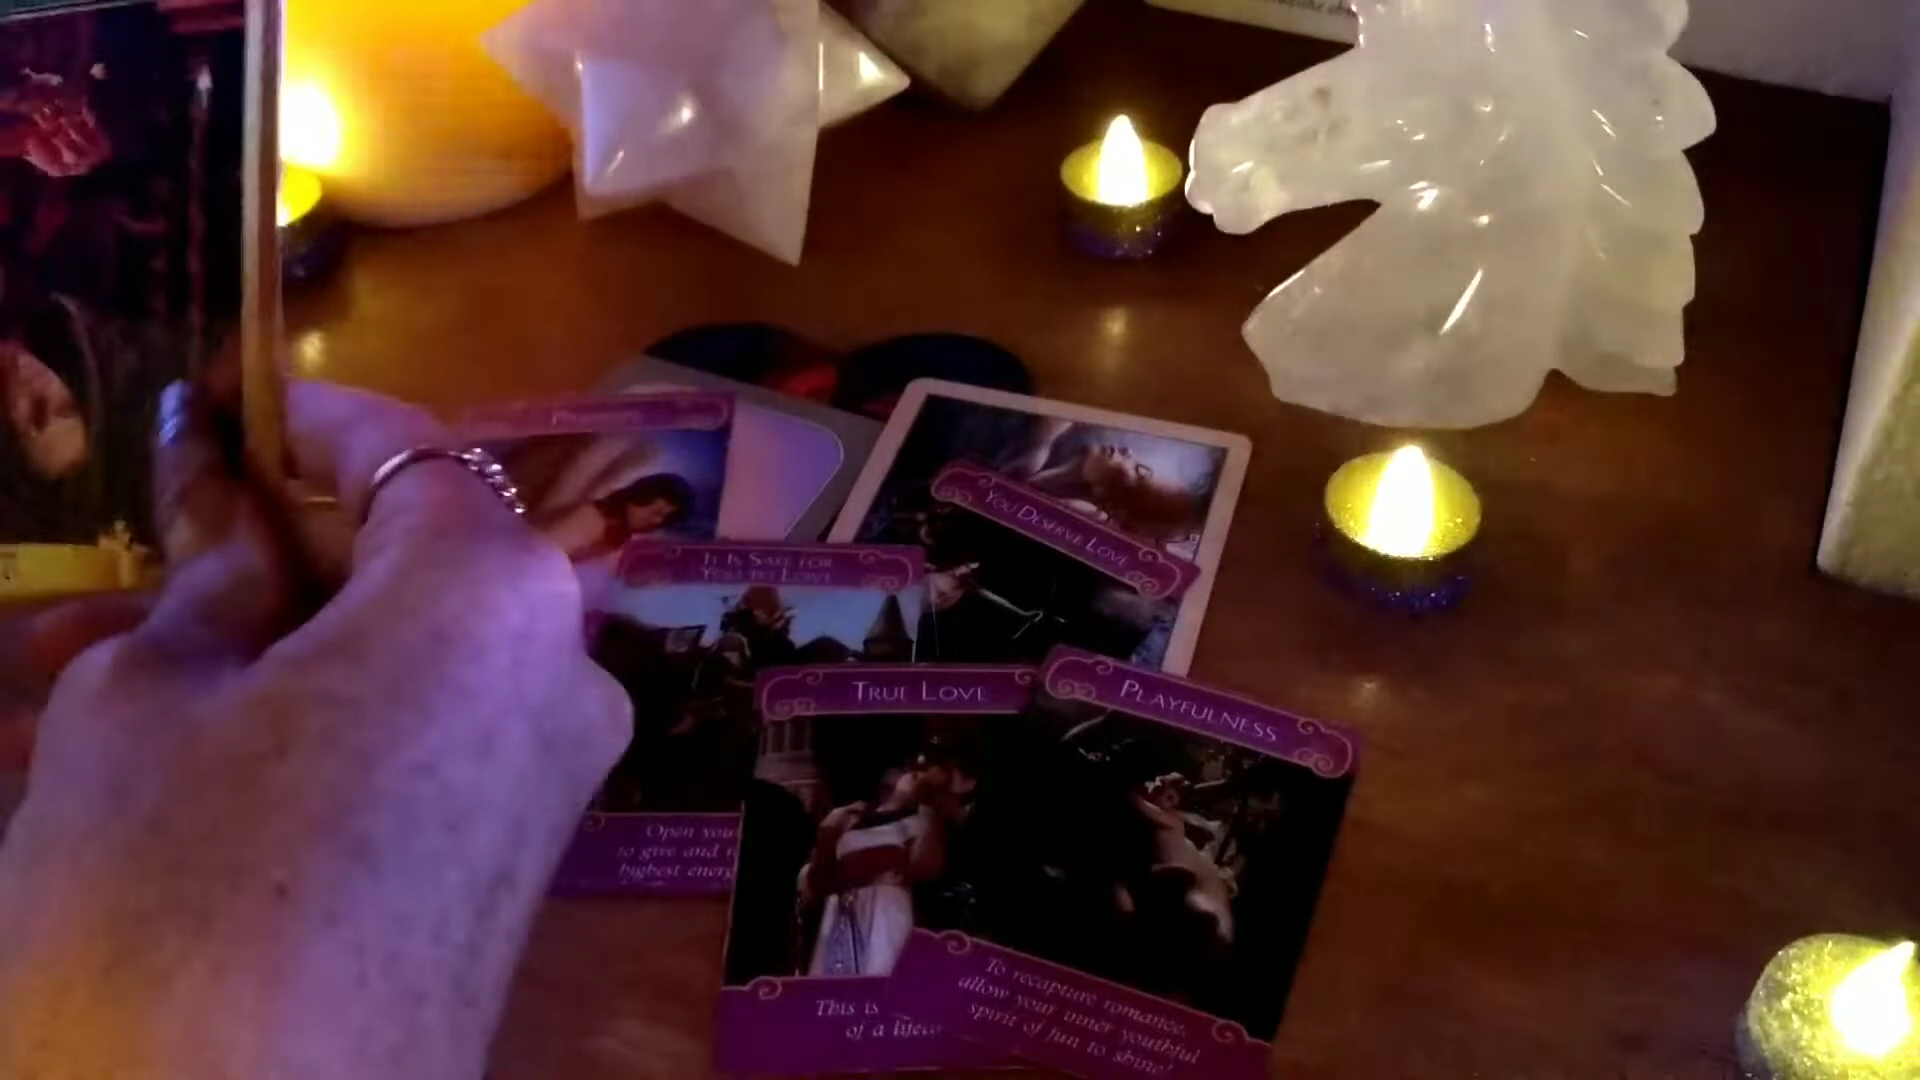 You Deserve Love
It Is Safe for
You to Love
True Love
Playfulness
Open your
to give and
highest energ
This is
of a lifeti
To recapture romance,
allow your inner youthful
spirit of fun to shine!